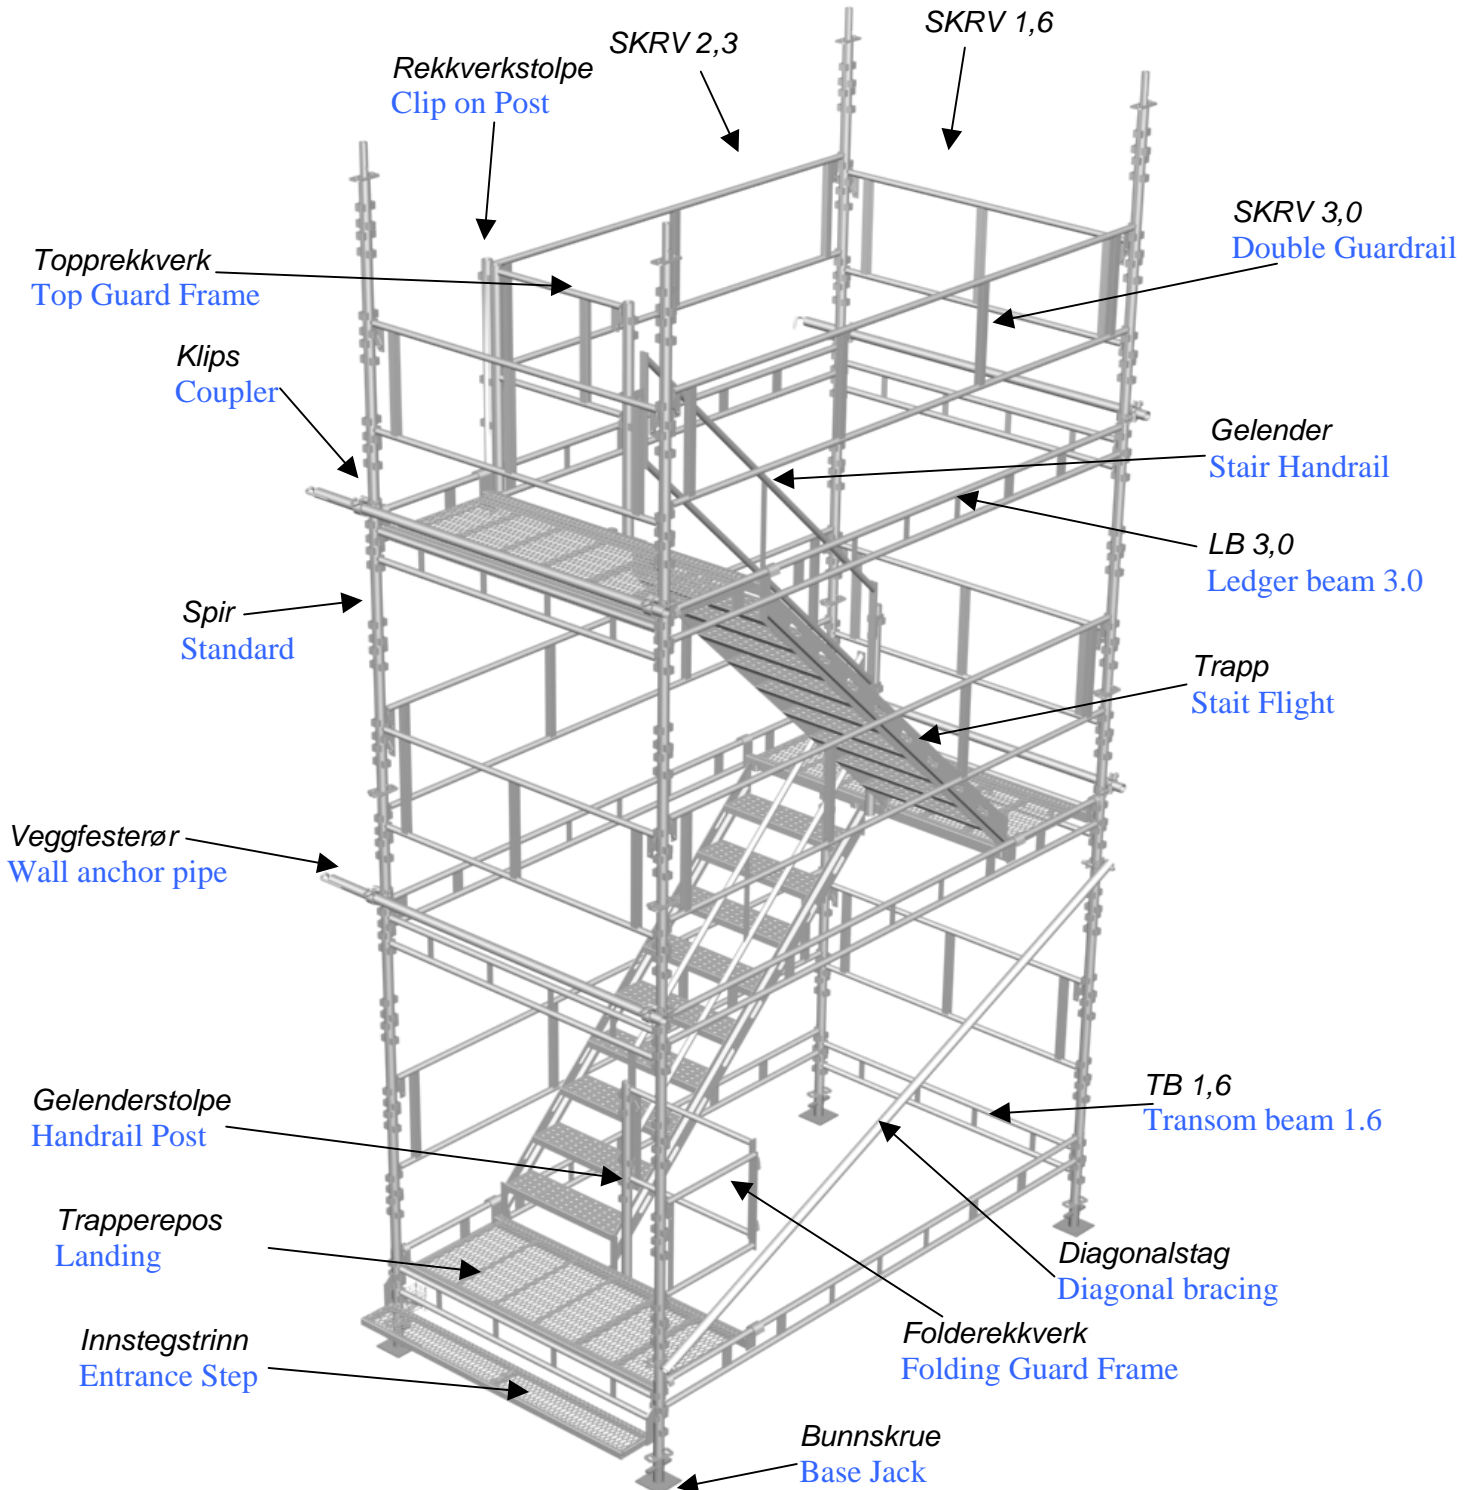 SKRV 1,6
SKRV 2,3
Rekkverkstolpe
Clip on Post
SKRV 3,0
Double Guardrail
Topprekkverk
Top Guard Frame
Klips
Coupler
Gelender
Stair Handrail
LB 3,0
Ledger beam 3.0
Spir
Standard
Trapp
Stait Flight
Veggfesterør
Wall anchor pipe
TB 1,6
Transom beam 1.6
Gelenderstolpe
Handrail Post
Trapperepos
Landing
Diagonalstag
Diagonal bracing
Folderekkverk
Folding Guard Frame
Innstegstrinn
Entrance Step
Bunnskrue
Base Jack